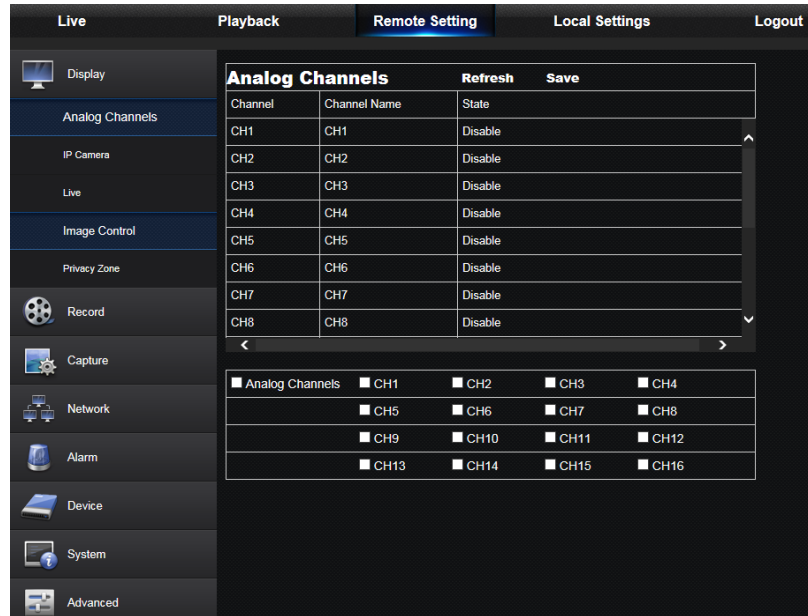 Live Playback Remote Setting Local Settings Logout
Display
Analog Channels
IP Camera
Live
Image Control
Privacy Zone
Record
Capture
Network
Alarm
Device
System
Advanced
Analog Channels Refresh Save
Channel Channel Name State
CH1 CH1 Disable
CH2 CH2 Disable
CH3 CH3 Disable
CH4 CH4 Disable
CH5 CH5 Disable
CH6 CH6 Disable
CH7 CH7 Disable
CH8 CH8 Disable
Analog Channels CH1 CH2 CH3 CH4
CH5 CH6 CH7 CH8
CH9 CH10 CH11 CH12
CH13 CH14 CH15 CH16